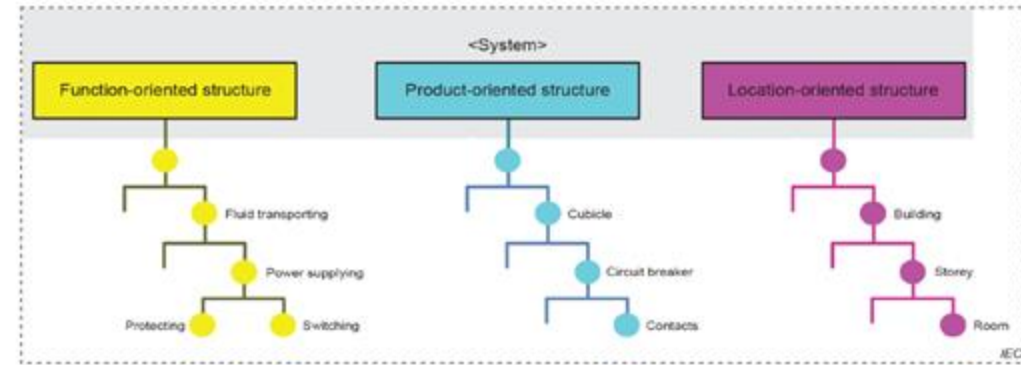 <System>
Function-oriented structure
Product-oriented structure
Location-oriented structure
Fluid transporting
Cubicle
Building
Power supplying
Circuit breaker
Storey
Protecting
Switching
Contacts
Room
IEC